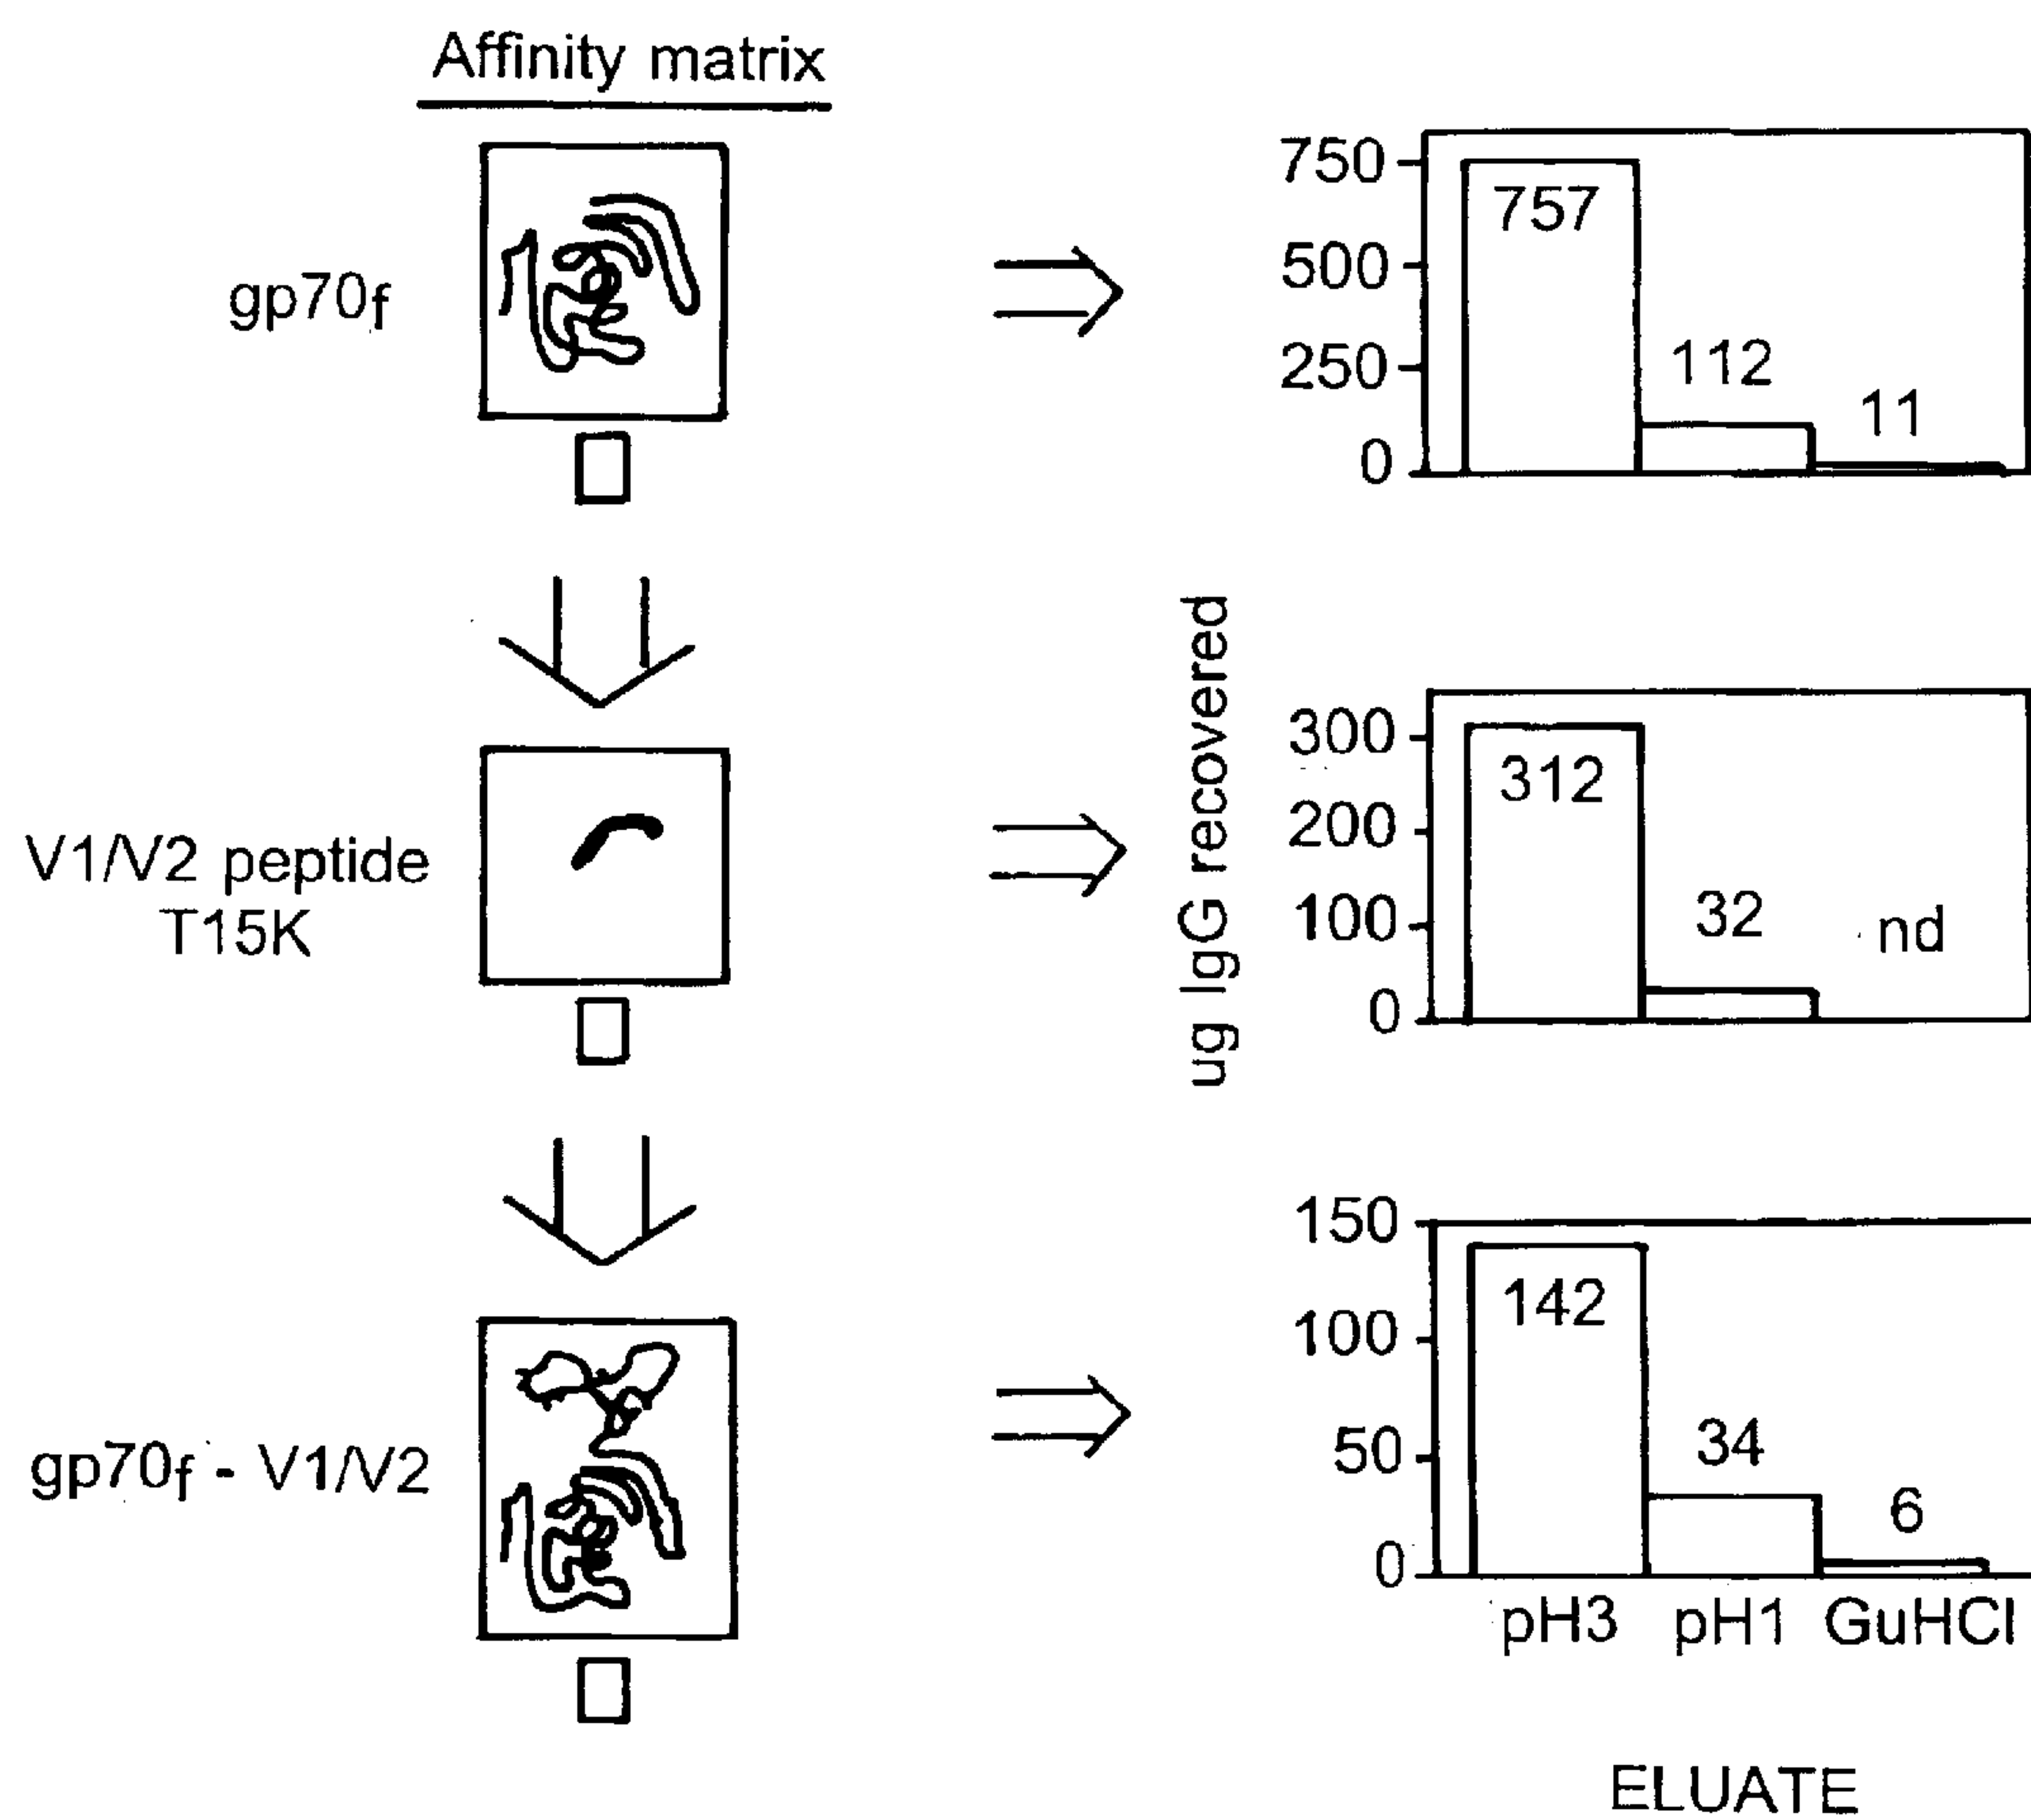 Affinity matrix
gp70f
750
500
250
0
757
112
11
V1/V2 peptide
T15K
ug IgG recovered
300
200
100
0
312
32
nd
gp70f - V1/V2
150
100
50
0
142
34
6
pH3 pH1 GuHCl
ELUATE